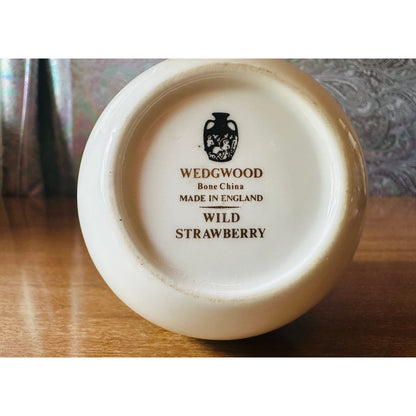 WEDGWOOD
Bone China
MADE IN ENGLAND
WILD
STRAWBERRY